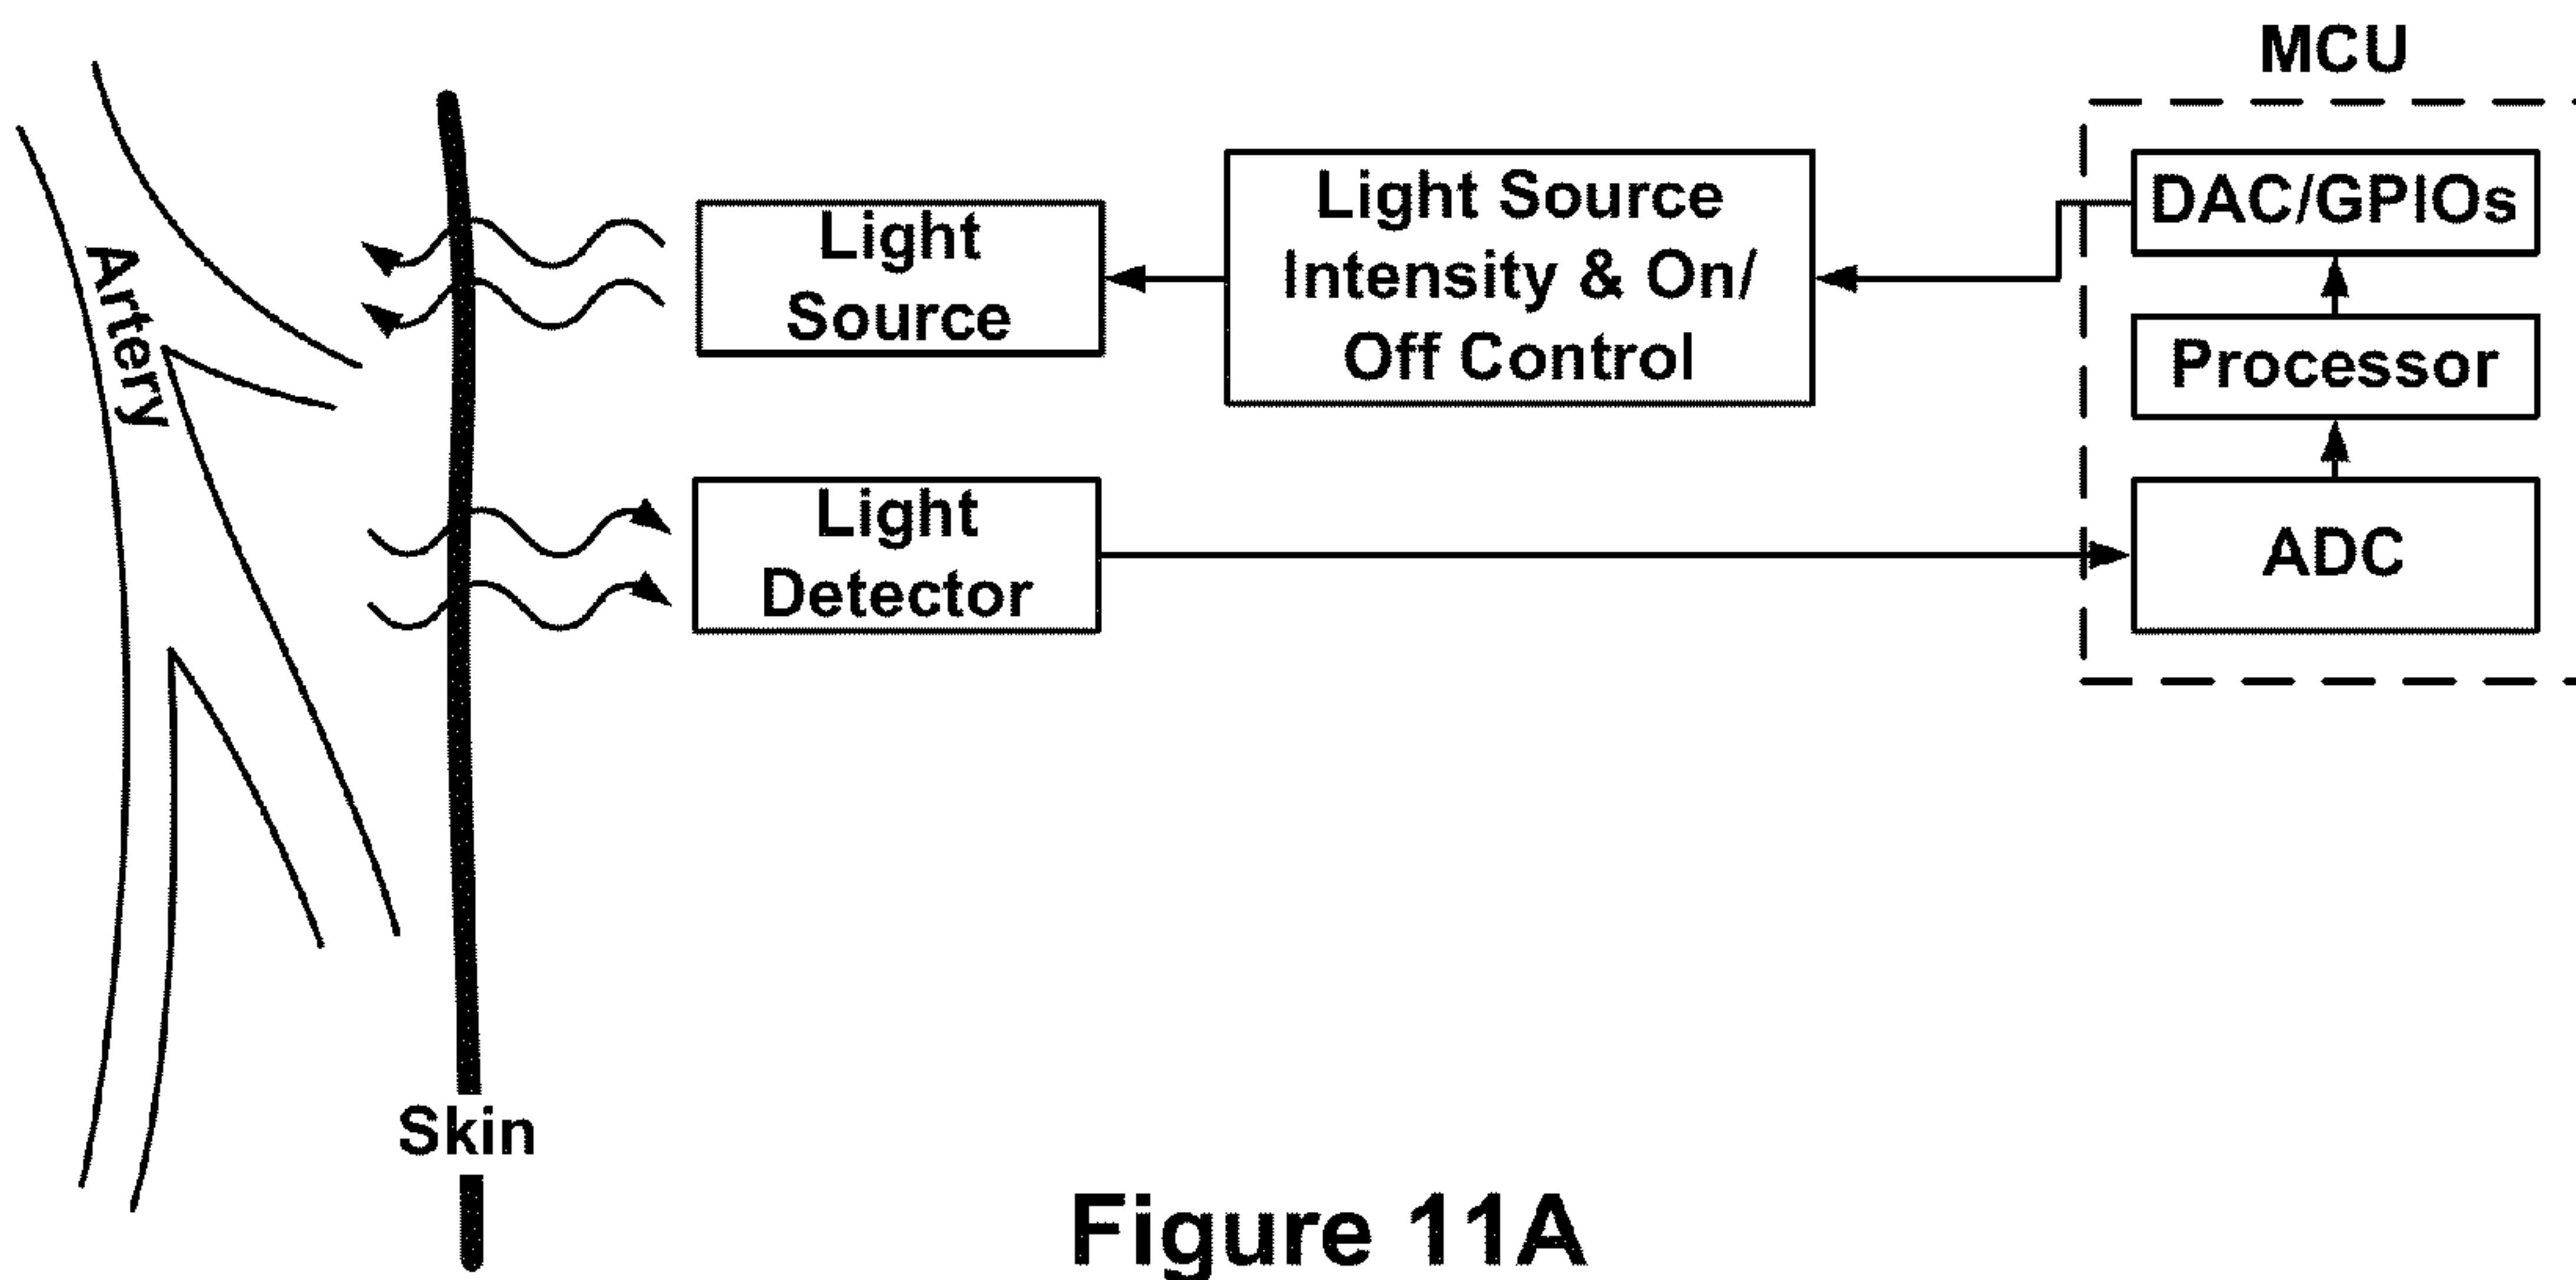 MCU
Artery
Light
Source
Light Source
Intensity & On/
Off Control
DAC/GPIOs
Processor
Light
Detector
ADC
Skin
Figure 11A